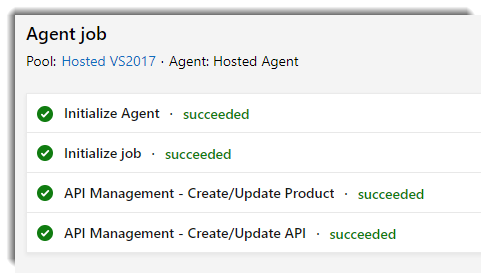 Agent job
Pool: Hosted VS2017 · Agent: Hosted Agent
Initialize Agent · succeeded
Initialize job · succeeded
API Management - Create/Update Product · succeeded
API Management - Create/Update API · succeeded